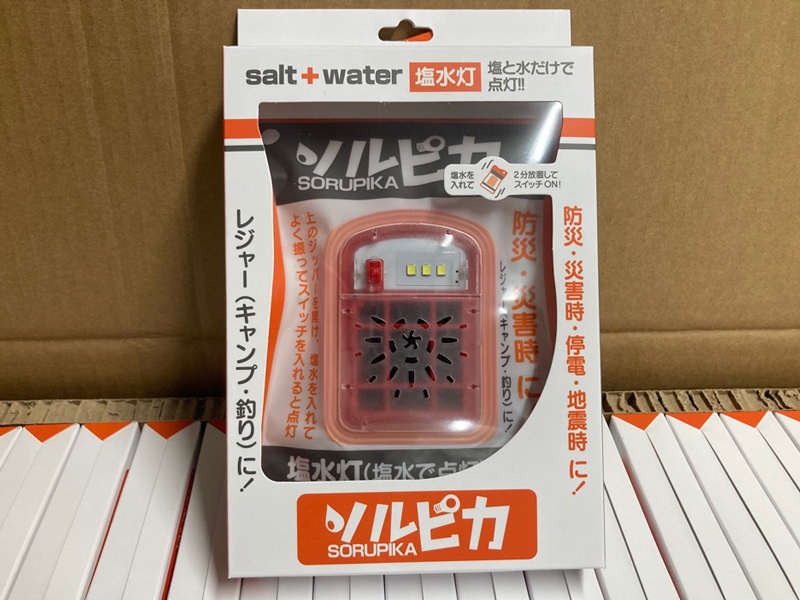 salt+water 塩水灯 塩と水だけで
点灯!!
ソルピカ
SORUPIKA
塩水を
入れて
2分放置して
スイッチON!
レジャー(キャンプ・釣り)に!
上のジッパーを開け、塩水を入れて
よく振ってスイッチを入れると点灯
防災・災害時に
レジャー(キャンプ・釣り)に!
防災・災害時・停電・地震時に!
塩水灯(塩水で点灯
ソルピカ
SORUPIKA